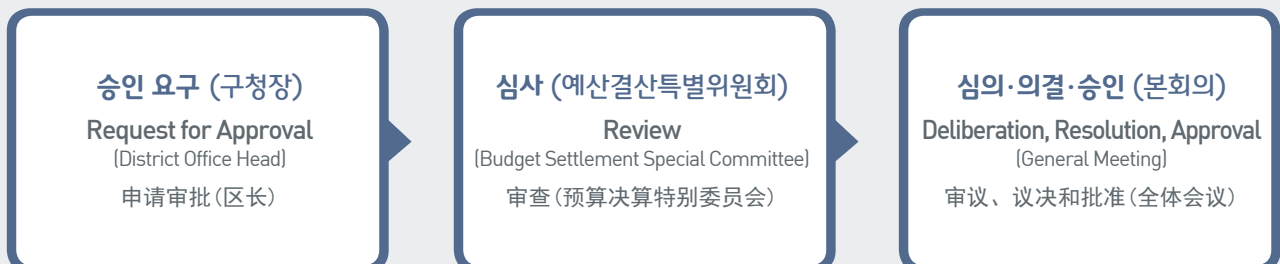 승인 요구 (구청장)
Request for Approval
(District Office Head)
申请审批(区长)
심사 (예산결산특별위원회)
Review
(Budget Settlement Special Committee)
审查(预算决算特别委员会)
심의·의결·승인 (본회의)
Deliberation, Resolution, Approval
(General Meeting)
审议、议决和批准(全体会议)